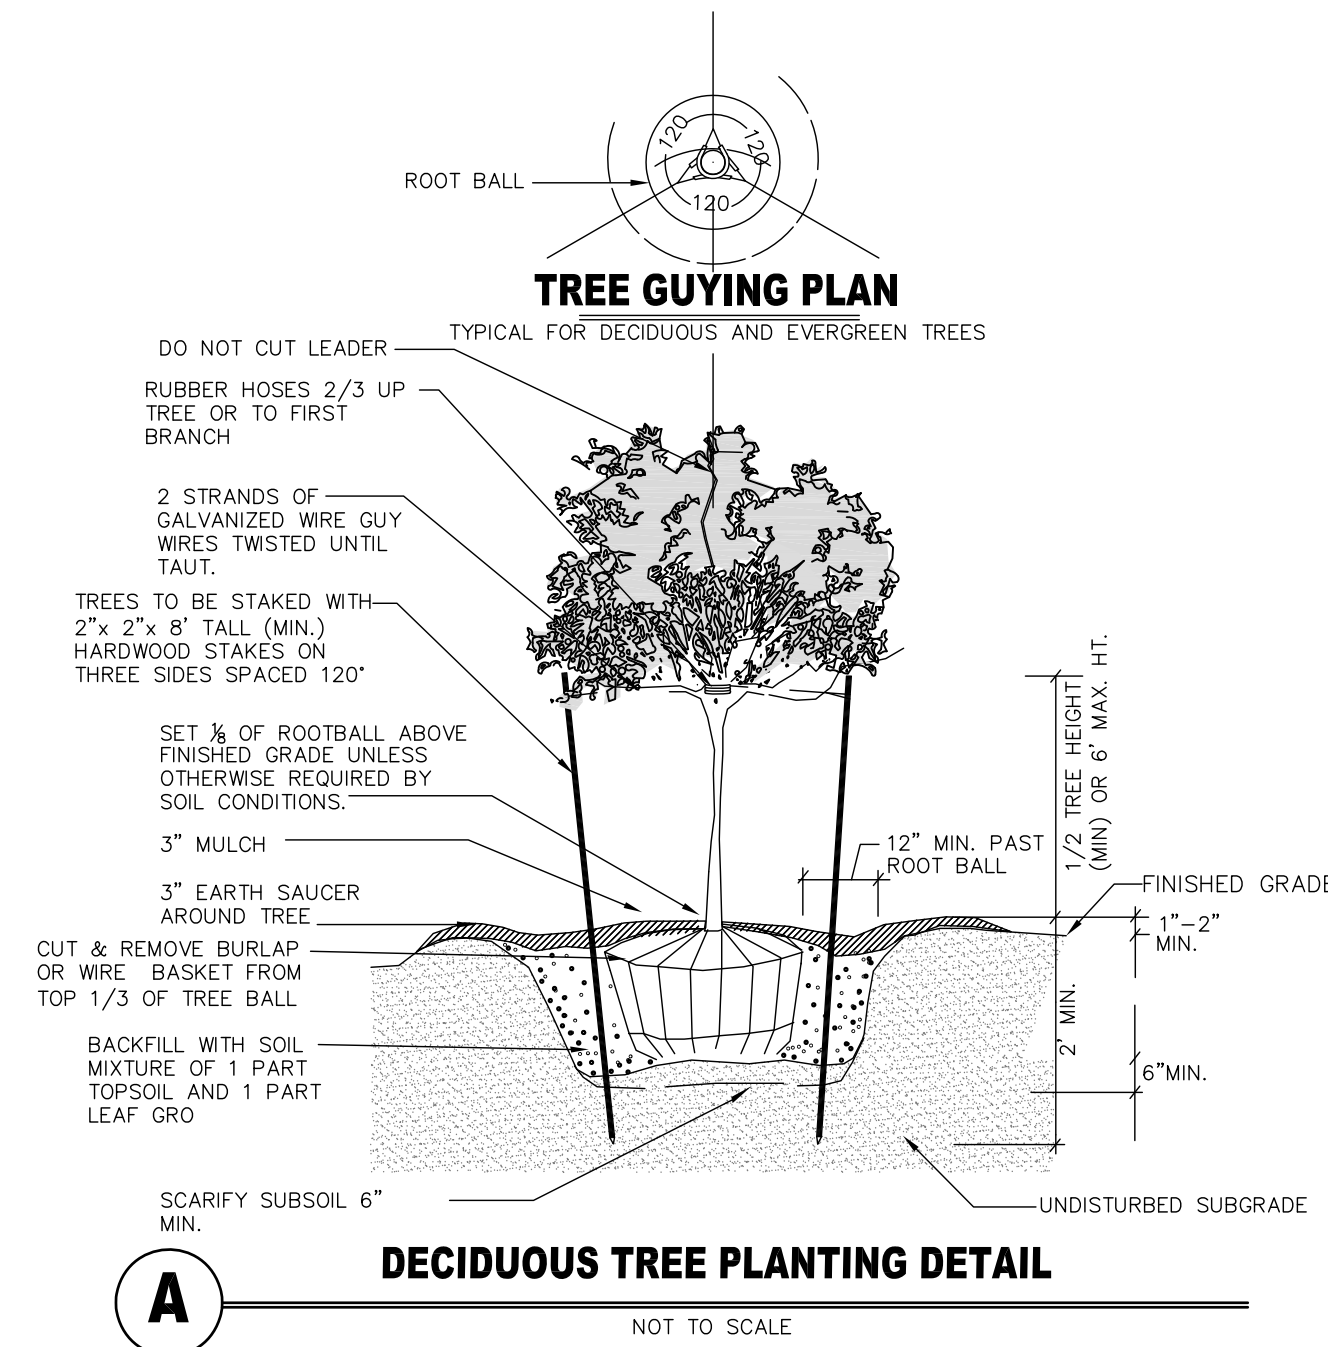 120
120
120
ROOT BALL
TREE GUYING PLAN
TYPICAL FOR DECIDUOUS AND EVERGREEN TREES
DO NOT CUT LEADER
RUBBER HOSES 2/3 UP
TREE OR TO FIRST
BRANCH
2 STRANDS OF
GALVANIZED WIRE GUY
WIRES TWISTED UNTIL
TAUT.
TREES TO BE STAKED WITH
2"x 2"x 8' TALL (MIN.)
HARDWOOD STAKES ON
THREE SIDES SPACED 120°
SET ⅛ OF ROOTBALL ABOVE
FINISHED GRADE UNLESS
OTHERWISE REQUIRED BY
SOIL CONDITIONS.
3" MULCH
3" EARTH SAUCER
AROUND TREE
CUT & REMOVE BURLAP
OR WIRE BASKET FROM
TOP 1/3 OF TREE BALL
BACKFILL WITH SOIL
MIXTURE OF 1 PART
TOPSOIL AND 1 PART
LEAF GRO
SCARIFY SUBSOIL 6"
MIN.
12" MIN. PAST
ROOT BALL
1/2 TREE HEIGHT
(MIN) OR 6' MAX. HT.
FINISHED GRADE
1"-2"
MIN.
2' MIN.
6"MIN.
UNDISTURBED SUBGRADE
DECIDUOUS TREE PLANTING DETAIL
A
NOT TO SCALE